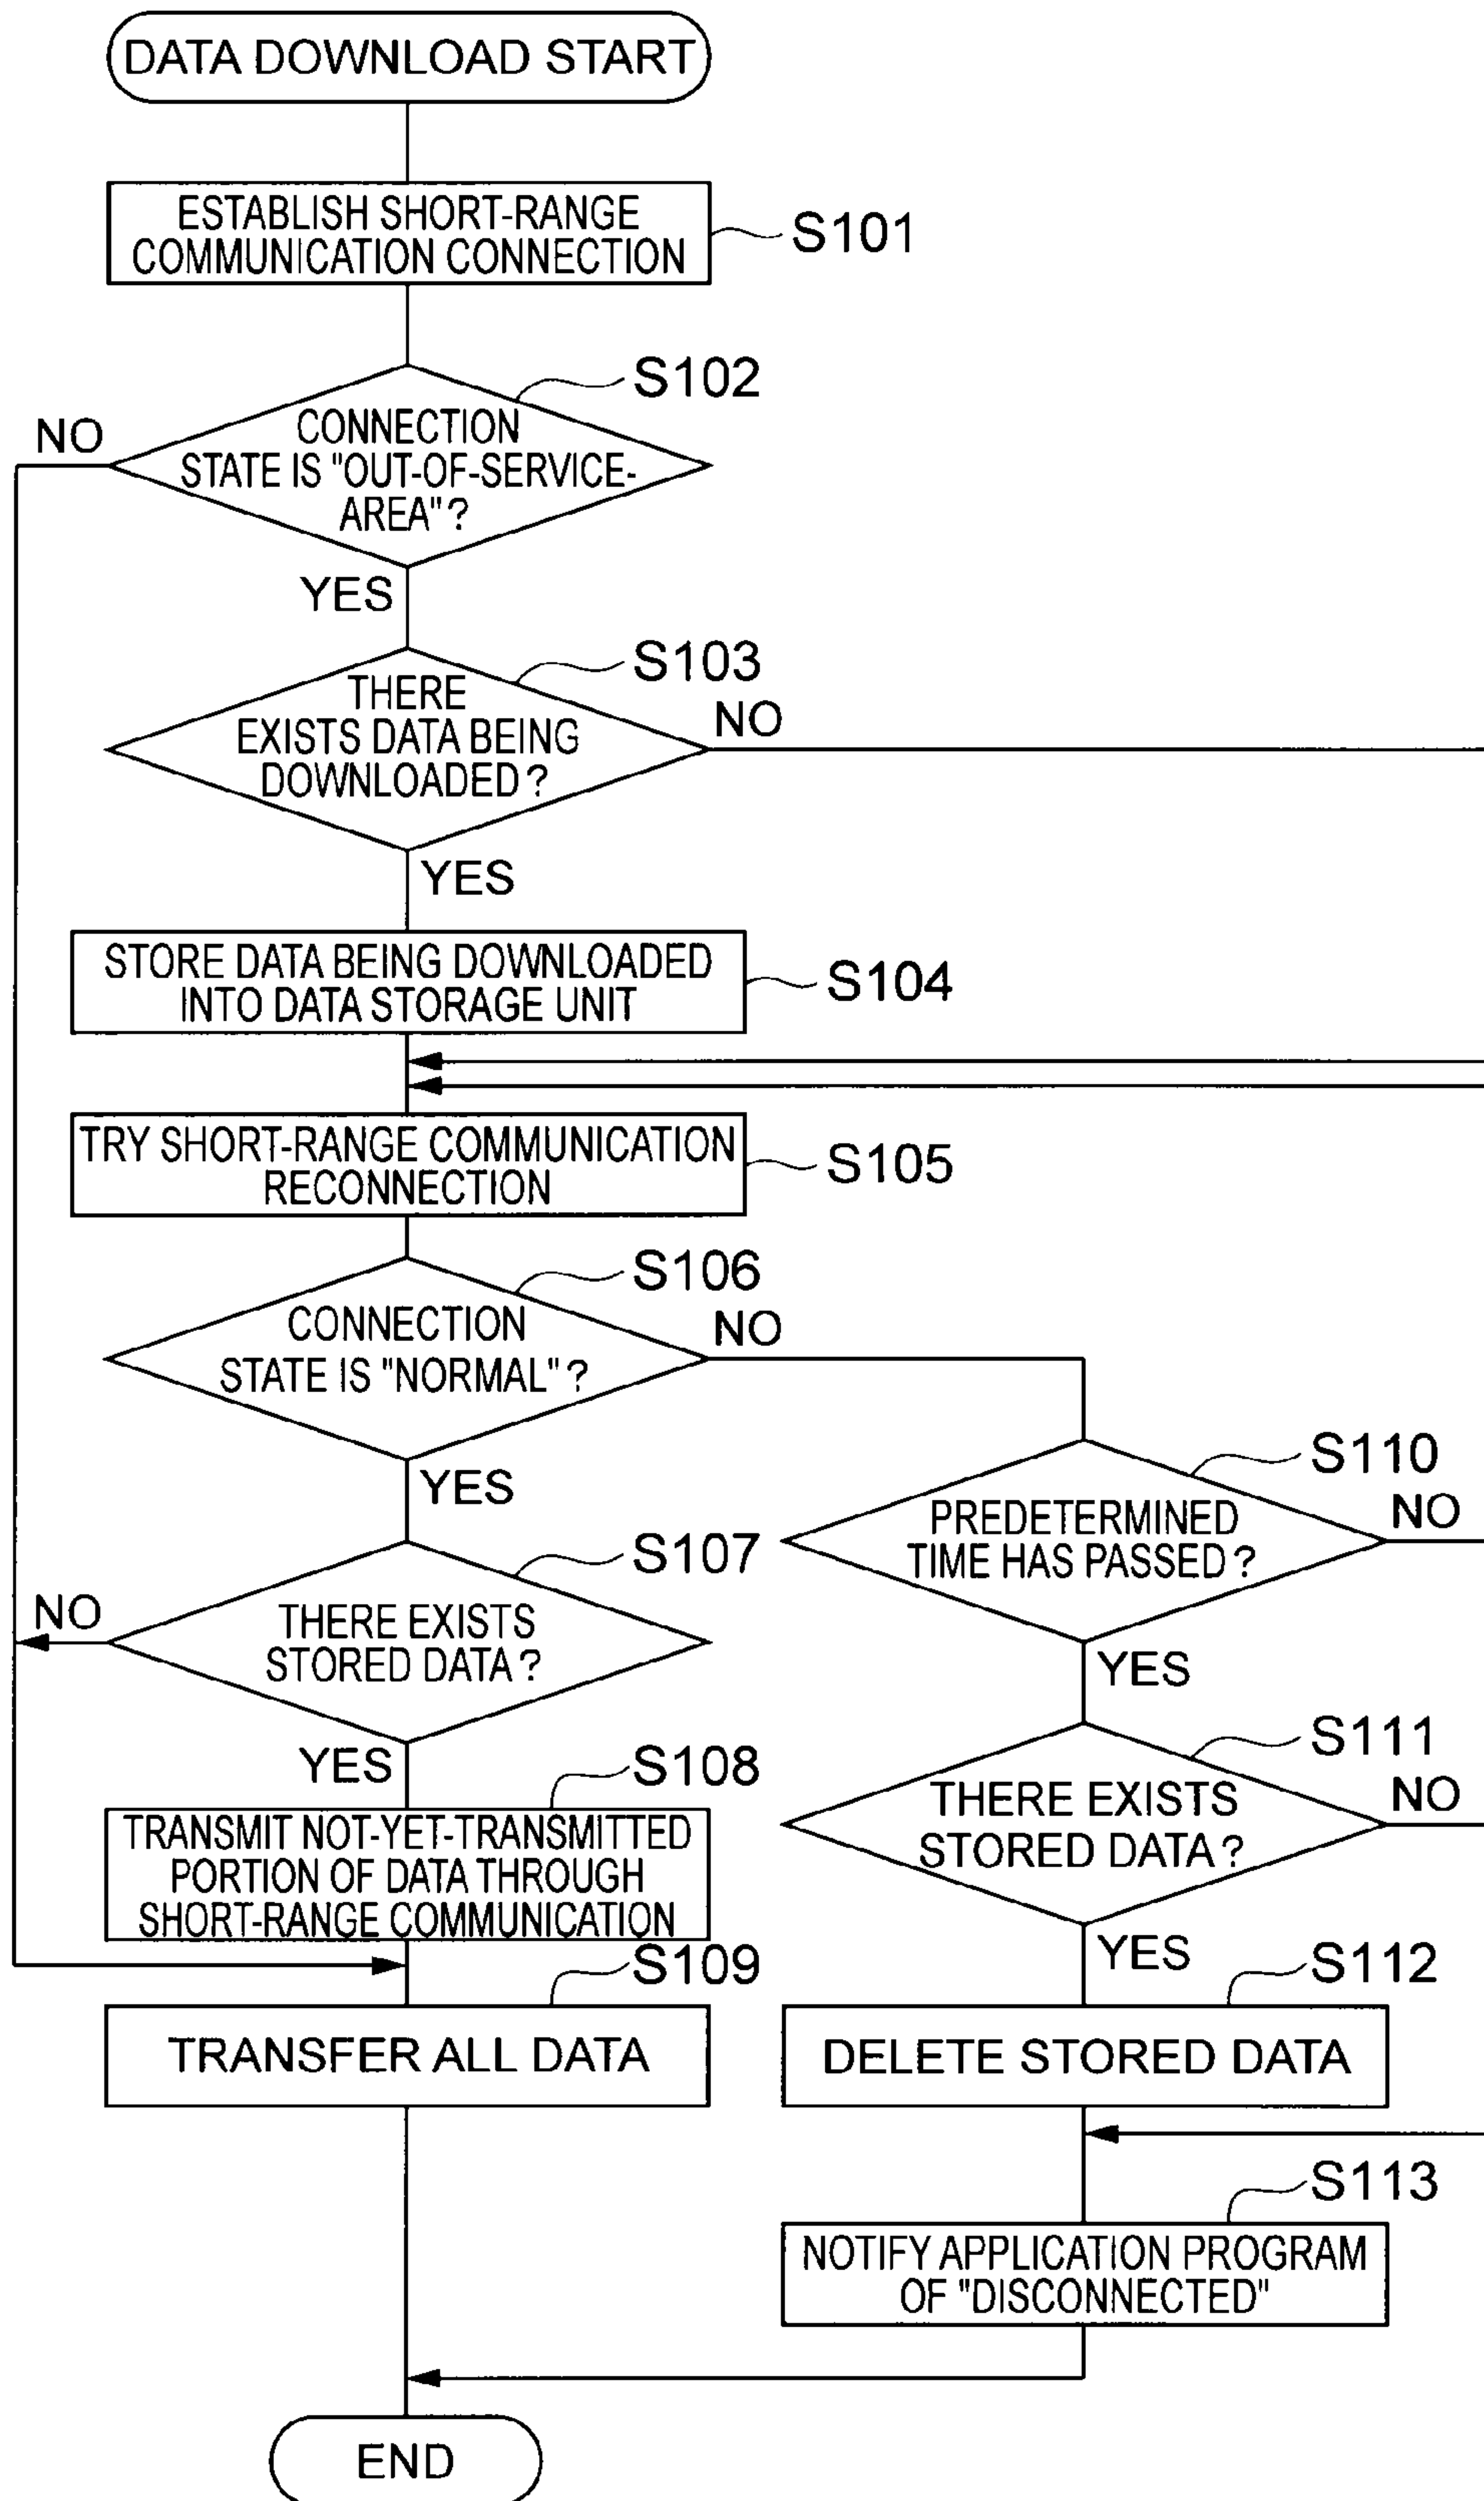 DATA DOWNLOAD START
ESTABLISH SHORT-RANGE
COMMUNICATION CONNECTION
S101
S102
CONNECTION
STATE IS "OUT-OF-SERVICE-
AREA"?
NO
YES
S103
THERE
EXISTS DATA BEING
DOWNLOADED?
NO
YES
STORE DATA BEING DOWNLOADED
INTO DATA STORAGE UNIT
S104
TRY SHORT-RANGE COMMUNICATION
RECONNECTION
S105
S106
CONNECTION
STATE IS "NORMAL"?
NO
YES
S110
PREDETERMINED
TIME HAS PASSED?
NO
YES
S107
THERE EXISTS
STORED DATA?
NO
YES
S111
THERE EXISTS
STORED DATA?
NO
YES
S108
TRANSMIT NOT-YET-TRANSMITTED
PORTION OF DATA THROUGH
SHORT-RANGE COMMUNICATION
S109
TRANSFER ALL DATA
S112
DELETE STORED DATA
S113
NOTIFY APPLICATION PROGRAM
OF "DISCONNECTED"
END